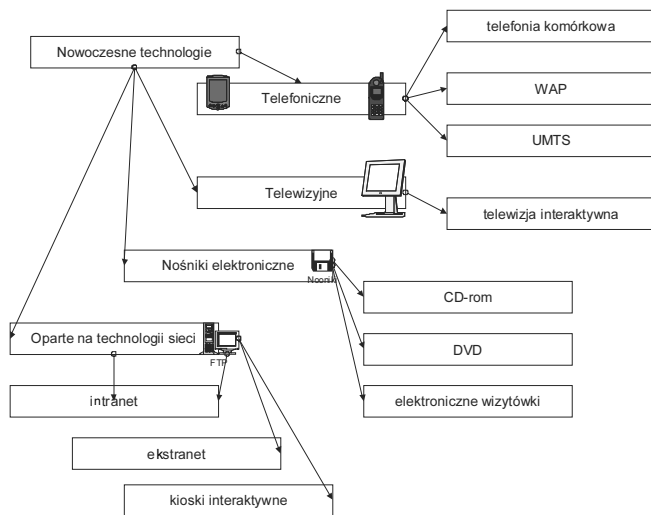 telefonia komórkowa
Nowoczesne technologie
Telefoniczne
WAP
UMTS
Telewizyjne
telewizja interaktywna
Nośniki elektroniczne
CD-rom
Oparte na technologii sieci
FTP
DVD
intranet
elektroniczne wizytówki
ekstranet
kioski interaktywne